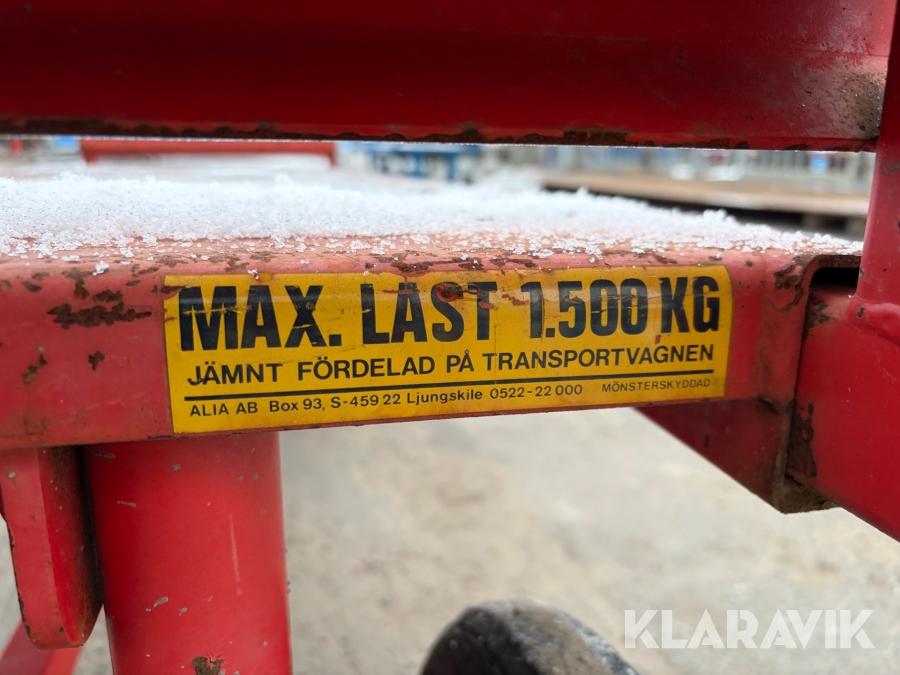 MAX. LAST 1.500 KG
JÄMNT FÖRDELAD PÅ TRANSPORTVAGNEN
ALIA AB Box 93, S-459 22 Ljungskile 0522-22 000 MÖNSTERSKYDDAD
KLARAVIK